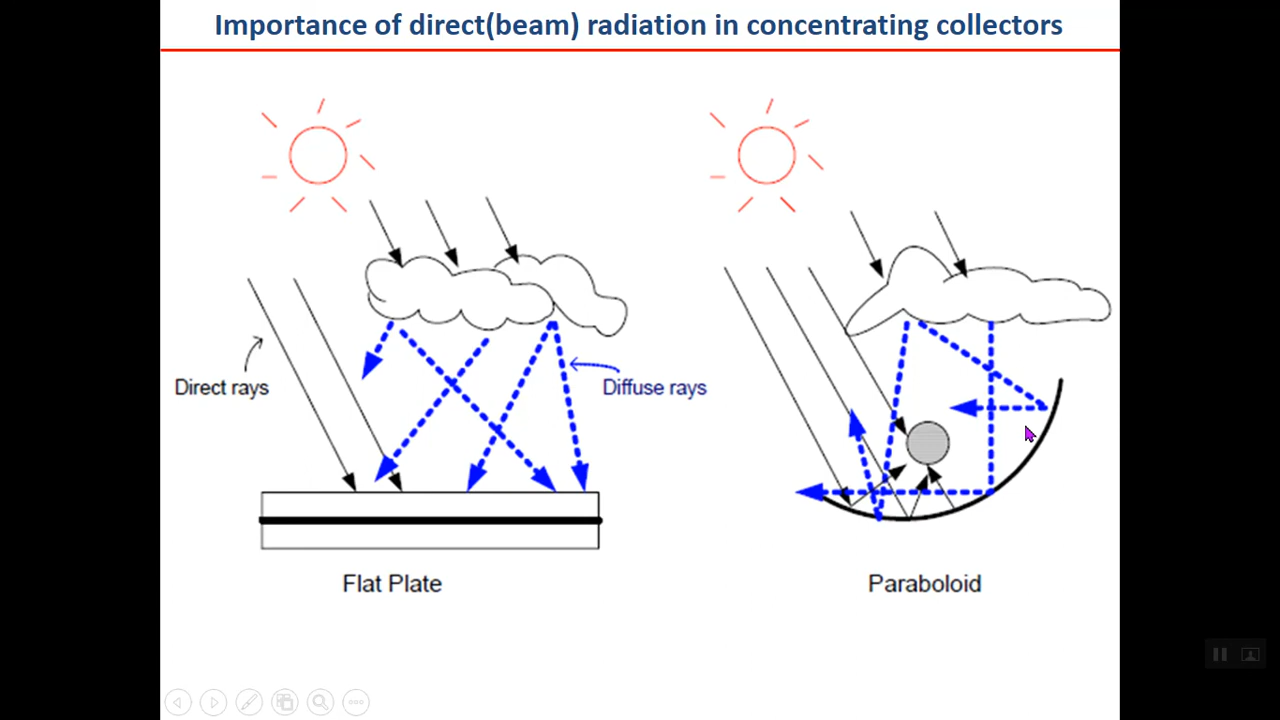 Importance of direct(beam) radiation in concentrating collectors
Direct rays
Diffuse rays
Flat Plate
Paraboloid